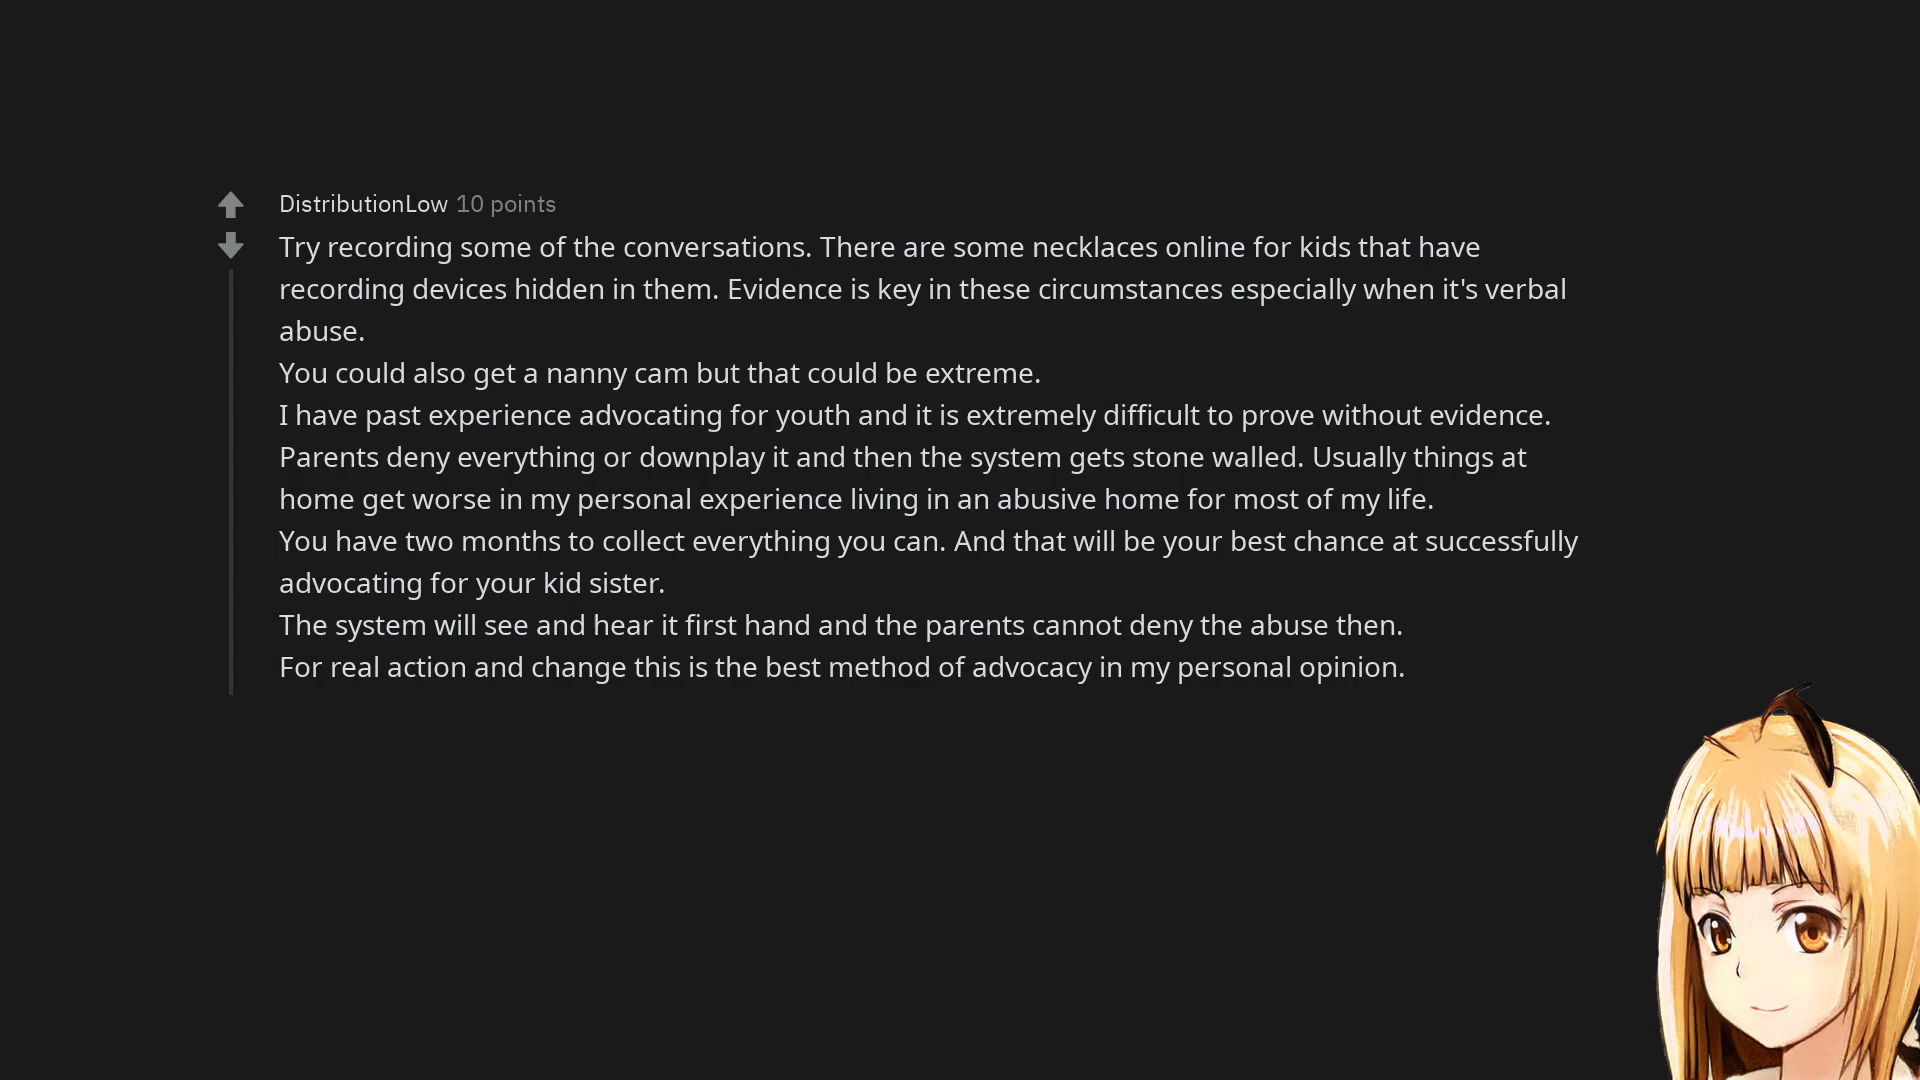 DistributionLow 10 points
Try recording some of the conversations. There are some necklaces online for kids that have
recording devices hidden in them. Evidence is key in these circumstances especially when it's verbal
abuse.
You could also get a nanny cam but that could be extreme.
I have past experience advocating for youth and it is extremely difficult to prove without evidence.
Parents deny everything or downplay it and then the system gets stone walled. Usually things at
home get worse in my personal experience living in an abusive home for most of my life.
You have two months to collect everything you can. And that will be your best chance at successfully
advocating for your kid sister.
The system will see and hear it first hand and the parents cannot deny the abuse then.
For real action and change this is the best method of advocacy in my personal opinion.